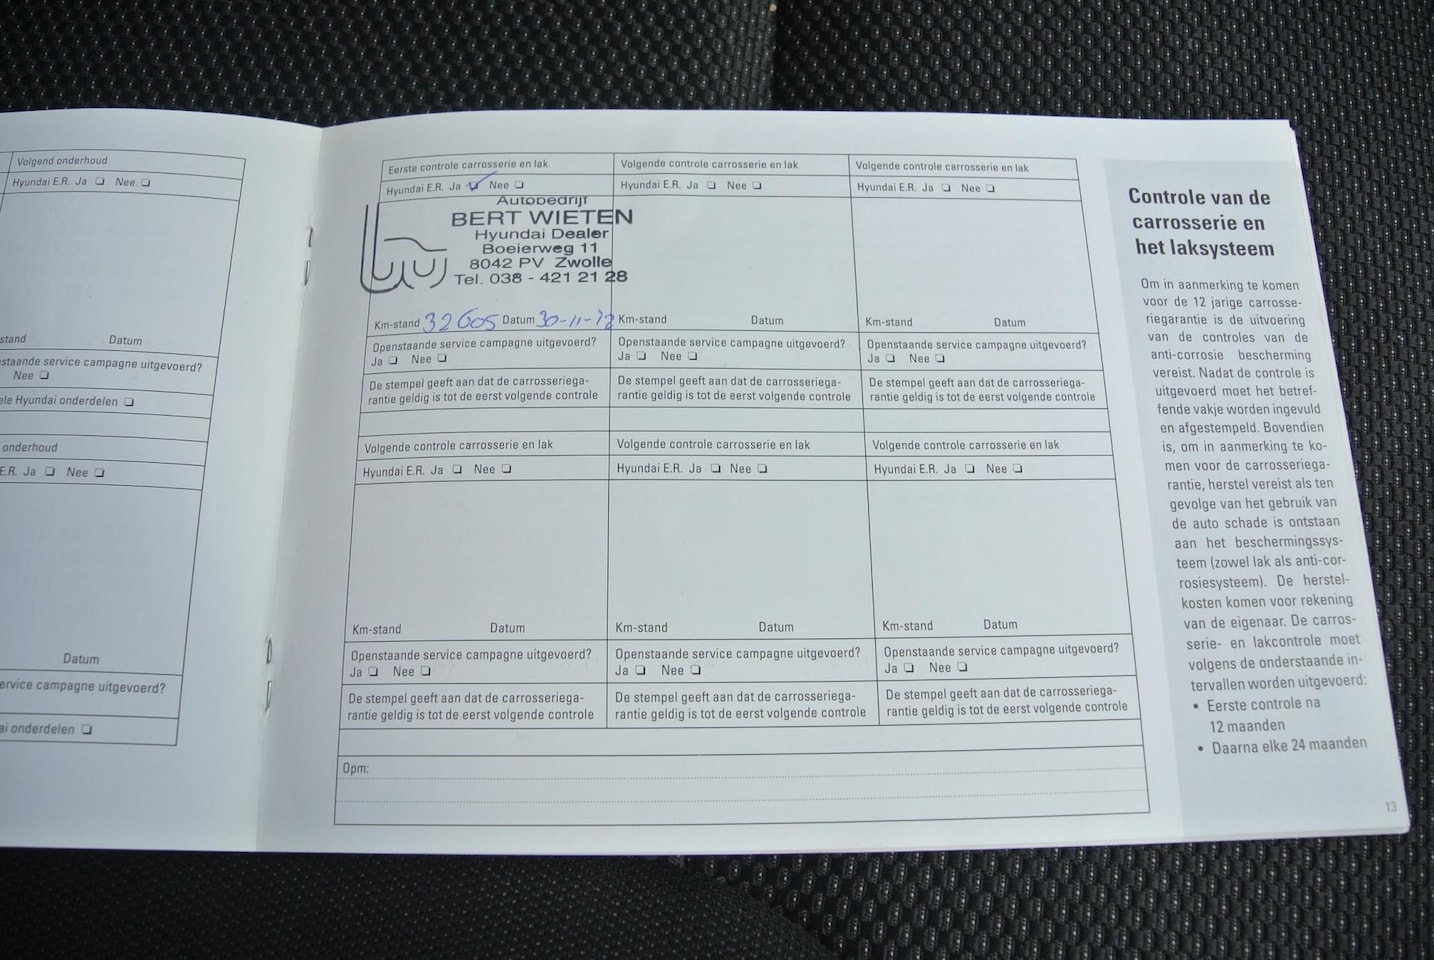 Volgend onderhoud
Hyundai E.R. Ja ❏ Nee ❏
stand Datum
staande service campagne uitgevoerd?
Nee ❏
ele Hyundai onderdelen ❏
onderhoud
E.R. Ja ❏ Nee ❏
Datum
ervice campagne uitgevoerd?
ai onderdelen ❏
Eerste controle carrosserie en lak
Hyundai E.R. Ja ❏ Nee ❏
Autobedrijf
BERT WIETEN
Hyundai Dealer
Boeierweg 11
8042 PV Zwolle
Tel. 038 - 421 21 28
Km-stand 32605 Datum 30-11-12
Openstaande service campagne uitgevoerd?
Ja ❏ Nee ❏
De stempel geeft aan dat de carrosseriega-
rantie geldig is tot de eerst volgende controle
Volgende controle carrosserie en lak
Hyundai E.R. Ja ❏ Nee ❏
Km-stand Datum
Openstaande service campagne uitgevoerd?
Ja ❏ Nee ❏
De stempel geeft aan dat de carrosseriega-
rantie geldig is tot de eerst volgende controle
Volgende controle carrosserie en lak
Hyundai E.R. Ja ❏ Nee ❏
Km-stand Datum
Openstaande service campagne uitgevoerd?
Ja ❏ Nee ❏
De stempel geeft aan dat de carrosseriega-
rantie geldig is tot de eerst volgende controle
Volgende controle carrosserie en lak
Hyundai E.R. Ja ❏ Nee ❏
Km-stand Datum
Openstaande service campagne uitgevoerd?
Ja ❏ Nee ❏
De stempel geeft aan dat de carrosseriega-
rantie geldig is tot de eerst volgende controle
Volgende controle carrosserie en lak
Hyundai E.R. Ja ❏ Nee ❏
Km-stand Datum
Openstaande service campagne uitgevoerd?
Ja ❏ Nee ❏
De stempel geeft aan dat de carrosseriega-
rantie geldig is tot de eerst volgende controle
Volgende controle carrosserie en lak
Hyundai E.R. Ja ❏ Nee ❏
Km-stand Datum
Openstaande service campagne uitgevoerd?
Ja ❏ Nee ❏
De stempel geeft aan dat de carrosseriega-
rantie geldig is tot de eerst volgende controle
Opm:
Controle van de
carrosserie en
het laksysteem
Om in aanmerking te komen
voor de 12 jarige carrosse-
riegarantie is de uitvoering
van de controles van de
anti-corrosie bescherming
vereist. Nadat de controle is
uitgevoerd moet het betref-
fende vakje worden ingevuld
en afgestempeld. Bovendien
is, om in aanmerking te ko-
men voor de carrosseriega-
rantie, herstel vereist als ten
gevolge van het gebruik van
de auto schade is ontstaan
aan het beschermingssys-
teem (zowel lak als anti-cor-
rosiesysteem). De herstel-
kosten komen voor rekening
van de eigenaar. De carros-
serie- en lakcontrole moet
volgens de onderstaande in-
tervallen worden uitgevoerd:
• Eerste controle na
12 maanden
• Daarna elke 24 maanden
13